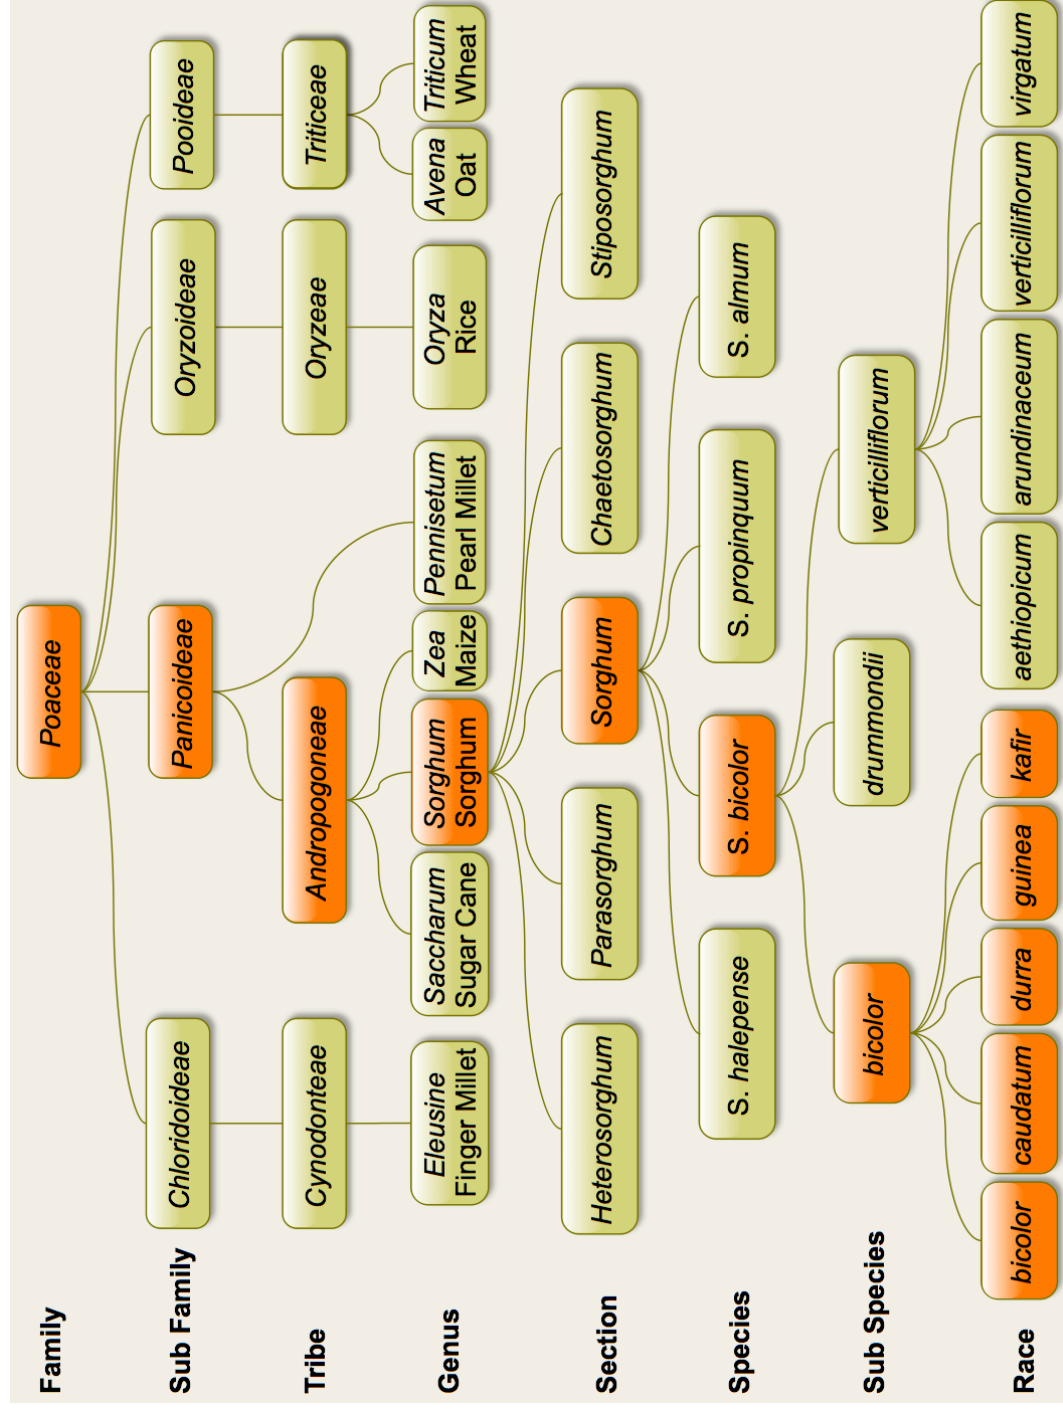 Family
Poaceae
Sub Family
Chloridoideae
Panicoideae
Oryzoideae
Pooideae
Tribe
Cynodonteae
Andropogoneae
Oryzeae
Triticeae
Genus
Eleusine
Finger Millet
Saccharum
Sugar Cane
Sorghum
Sorghum
Zea
Maize
Pennisetum
Pearl Millet
Oryza
Rice
Avena
Oat
Triticum
Wheat
Section
Heterosorghum
Parasorghum
Sorghum
Chaetosorghum
Stiposorghum
Species
S. halepense
S. bicolor
S. propinquum
S. almum
Sub Species
bicolor
drummondii
verticilliflorum
Race
bicolor
caudatum
durra
guinea
kafir
aethiopicum
arundinaceum
verticilliflorum
virgatum